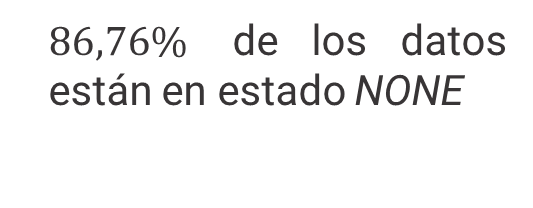 86,76% de los datos
están en estado NONE